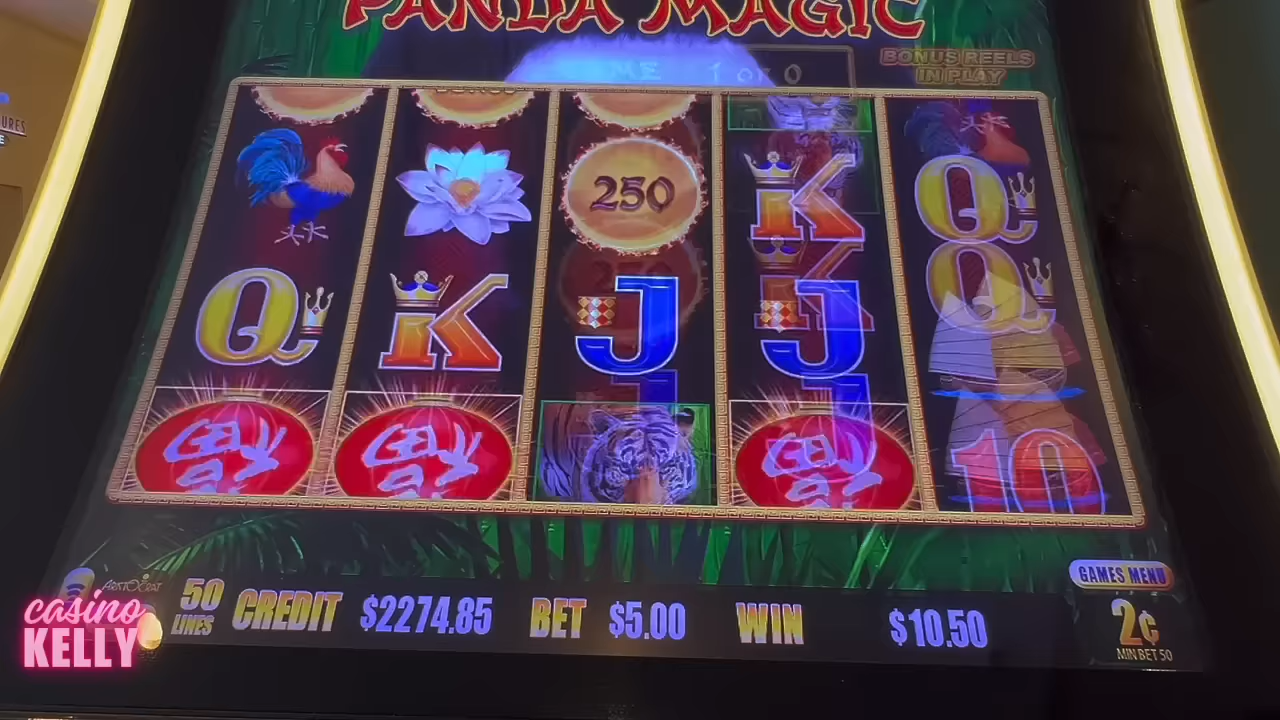 PANDA MAGIC
BONUS REELS
IN PLAY
250
K
Q
Q
K
J
J
Q
10
ARISTOCRAT
50
LINES
CREDIT $2274.85 BET $5.00 WIN $10.50
GAMES MENU
2¢
MIN BET 50
casino
KELLY